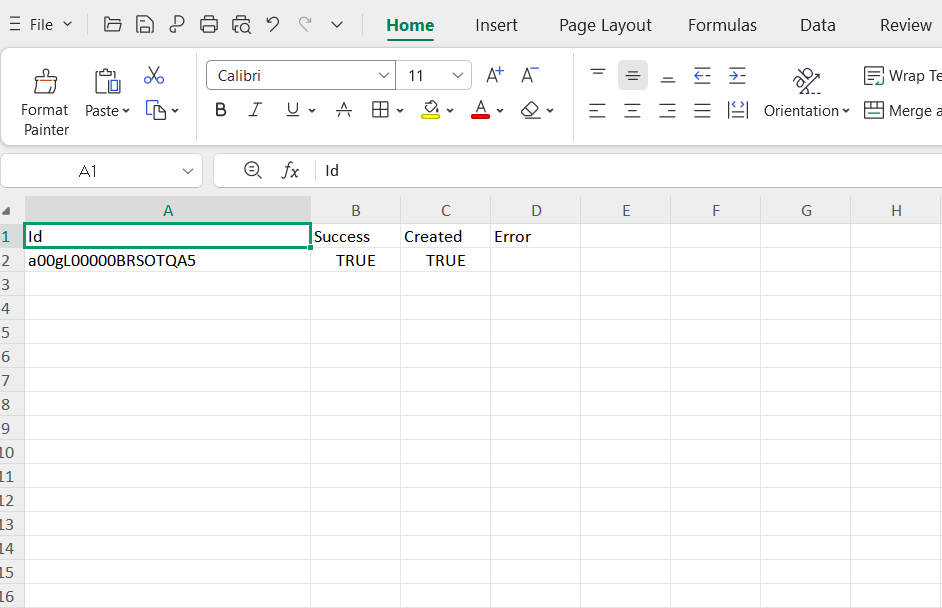 File Home Insert Page Layout Formulas Data Review
Calibri 11 A+ A- Wrap Te
Format Painter Paste B I U A A Orientation Merge a
A1 fx Id
A B C D E F G H
1 Id Success Created Error
2 a00gL00000BRSOTQA5 TRUE TRUE
3
4
5
6
7
8
9
10
11
12
13
14
15
16